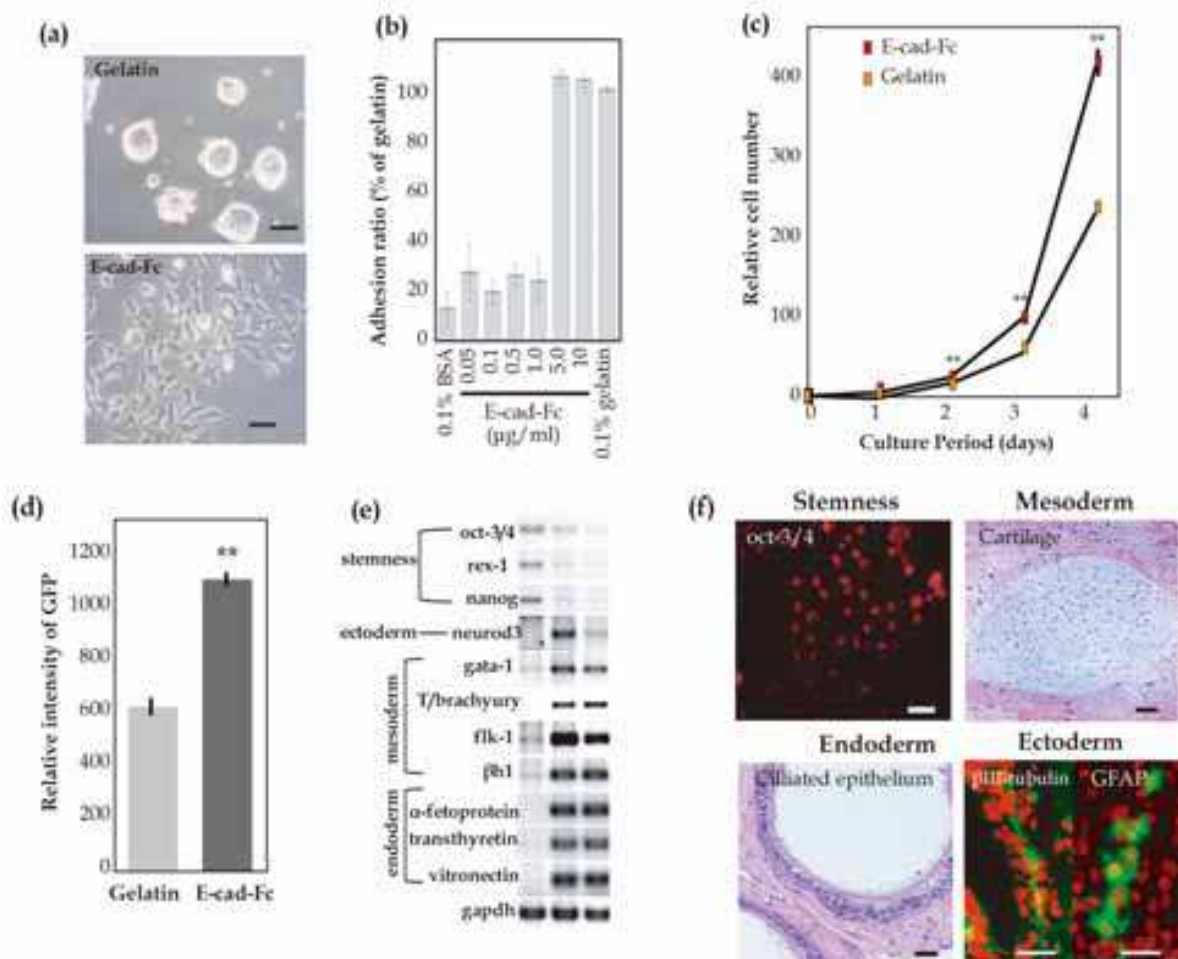 (a)
Gelatin
E-cad-Fc
(b)
Adhesion ratio (% of gelatin)
100
80
60
40
20
0
0.1% BSA
0.05
0.1
0.5
1.0
5.0
10
0.1% gelatin
E-cad-Fc
(µg/ml)
(c)
E-cad-Fc
Gelatin
Relative cell number
400
300
200
100
0
**
**
**
0
1
2
3
4
Culture Period (days)
(d)
Relative intensity of GFP
1200
1000
800
600
400
200
0
**
Gelatin
E-cad-Fc
(e)
stemness
oct-3/4
rex-1
nanog
ectoderm
neurod3
mesoderm
gata-1
T/brachyury
flk-1
βh1
endoderm
α-fetoprotein
transthyretin
vitronectin
gapdh
(f)
Stemness
oct-3/4
Mesoderm
Cartilage
Endoderm
Ciliated epithelium
Ectoderm
βIII-tubulin
GFAP